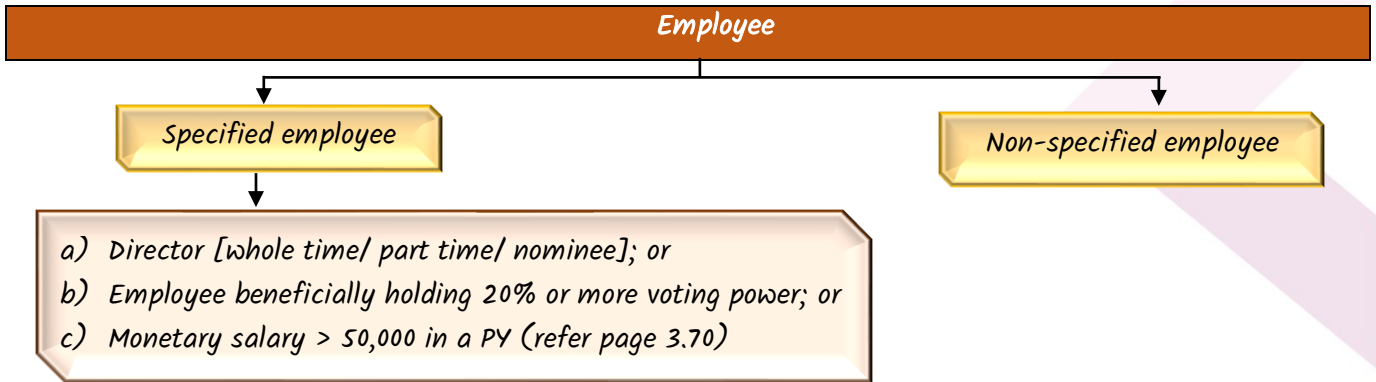 Employee
Specified employee
Non-specified employee
a) Director [whole time/ part time/ nominee]; or
b) Employee beneficially holding 20% or more voting power; or
c) Monetary salary > 50,000 in a PY (refer page 3.70)